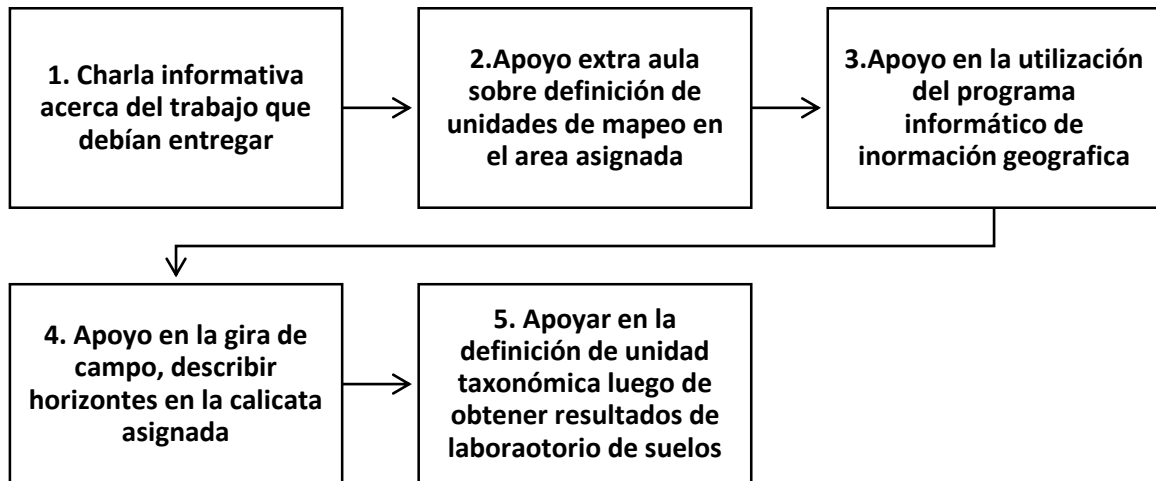 1. Charla informativa
acerca del trabajo que
debían entregar
2.Apoyo extra aula
sobre definición de
unidades de mapeo en
el area asignada
3.Apoyo en la utilización
del programa
informático de
inormación geografica
4. Apoyo en la gira de
campo, describir
horizontes en la calicata
asignada
5. Apoyar en la
definición de unidad
taxonómica luego de
obtener resultados de
laboraotorio de suelos